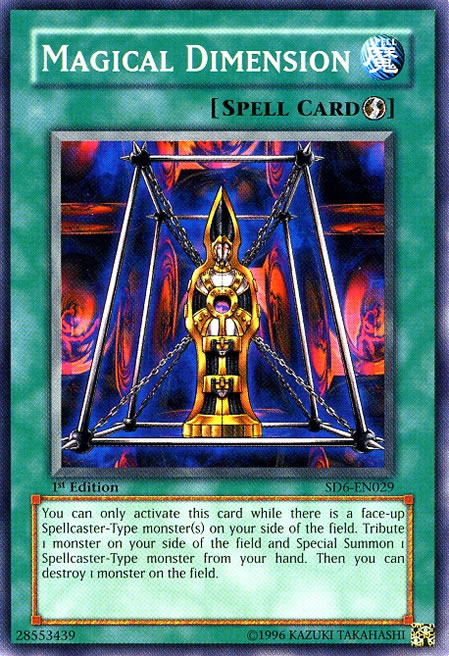 MAGICAL DIMENSION
SPELL
魔
[SPELL CARD]
1st Edition
SD6-EN029
You can only activate this card while there is a face-up
Spellcaster-Type monster(s) on your side of the field. Tribute
1 monster on your side of the field and Special Summon 1
Spellcaster-Type monster from your hand. Then you can
destroy 1 monster on the field.
28553439
©1996 KAZUKI TAKAHASHI